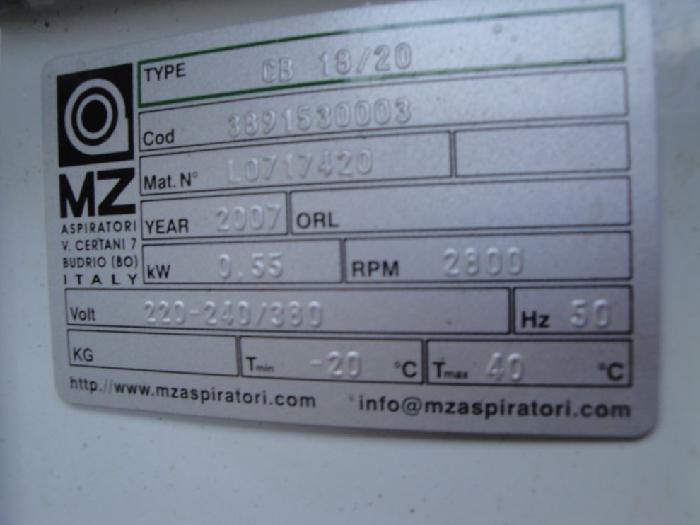 TYPE CB 18/20
Cod 3891530003
Mat. N° L0717420
MZ
ASPIRATORI
V. CERTANI 7
BUDRIO (BO)
ITALY
YEAR 2007 ORL
kW 0.55 RPM 2800
Volt 220-240/380 Hz 50
KG Tmin -20 °C Tmax 40 °C
http://www.mzaspiratori.com info@mzaspiratori.com